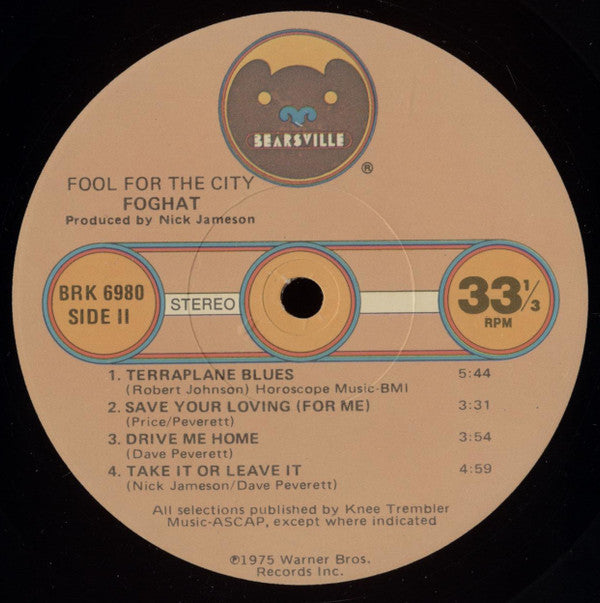 BEARSVILLE
®
FOOL FOR THE CITY
FOGHAT
Produced by Nick Jameson
BRK 6980
SIDE II
STEREO
33 1/3
RPM
1. TERRAPLANE BLUES 5:44
(Robert Johnson) Horoscope Music-BMI
2. SAVE YOUR LOVING (FOR ME) 3:31
(Price/Peverett)
3. DRIVE ME HOME 3:54
(Dave Peverett)
4. TAKE IT OR LEAVE IT 4:59
(Nick Jameson/Dave Peverett)
All selections published by Knee Trembler
Music-ASCAP, except where indicated
℗1975 Warner Bros.
Records Inc.